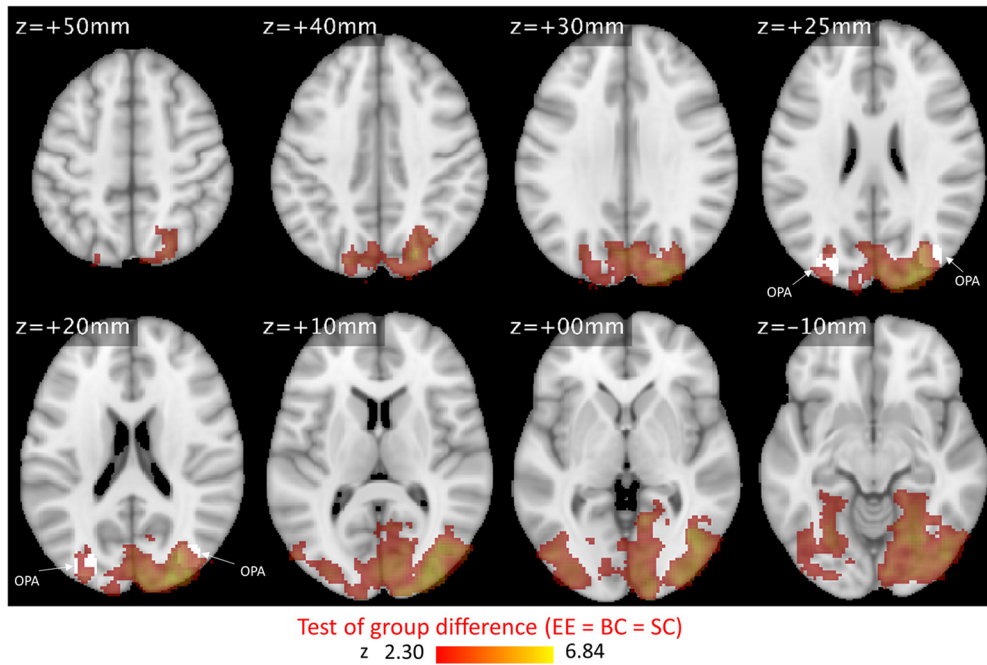 z=+50mm
z=+40mm
z=+30mm
z=+25mm
OPA
OPA
z=+20mm
z=+10mm
z=+00mm
z=−10mm
OPA
OPA
Test of group difference (EE = BC = SC)
z 2.30 6.84